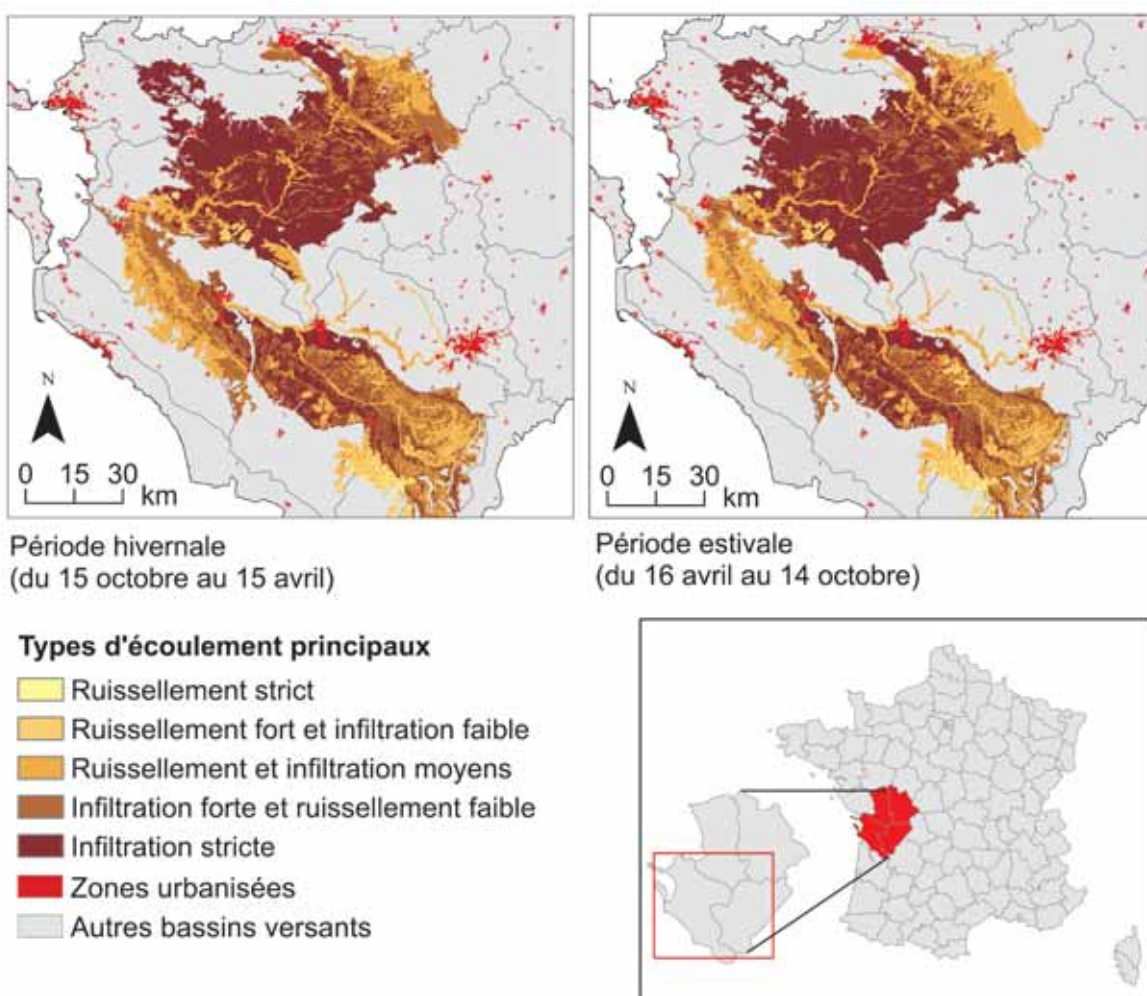 N
0 15 30
km
N
0 15 30
km
Période hivernale
(du 15 octobre au 15 avril)
Période estivale
(du 16 avril au 14 octobre)
Types d'écoulement principaux
Ruissellement strict
Ruissellement fort et infiltration faible
Ruissellement et infiltration moyens
Infiltration forte et ruissellement faible
Infiltration stricte
Zones urbanisées
Autres bassins versants